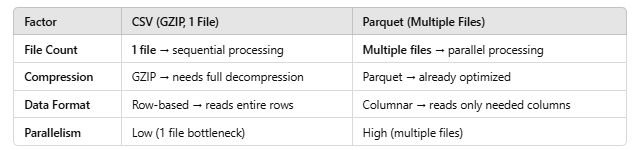 Factor CSV (GZIP, 1 File) Parquet (Multiple Files)
File Count 1 file → sequential processing Multiple files → parallel processing
Compression GZIP → needs full decompression Parquet → already optimized
Data Format Row-based → reads entire rows Columnar → reads only needed columns
Parallelism Low (1 file bottleneck) High (multiple files)